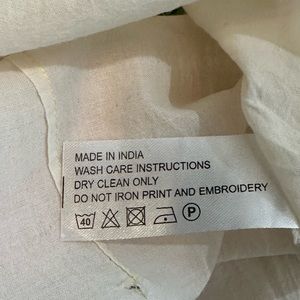 MADE IN INDIA
WASH CARE INSTRUCTIONS
DRY CLEAN ONLY
DO NOT IRON PRINT AND EMBROIDERY
40 P